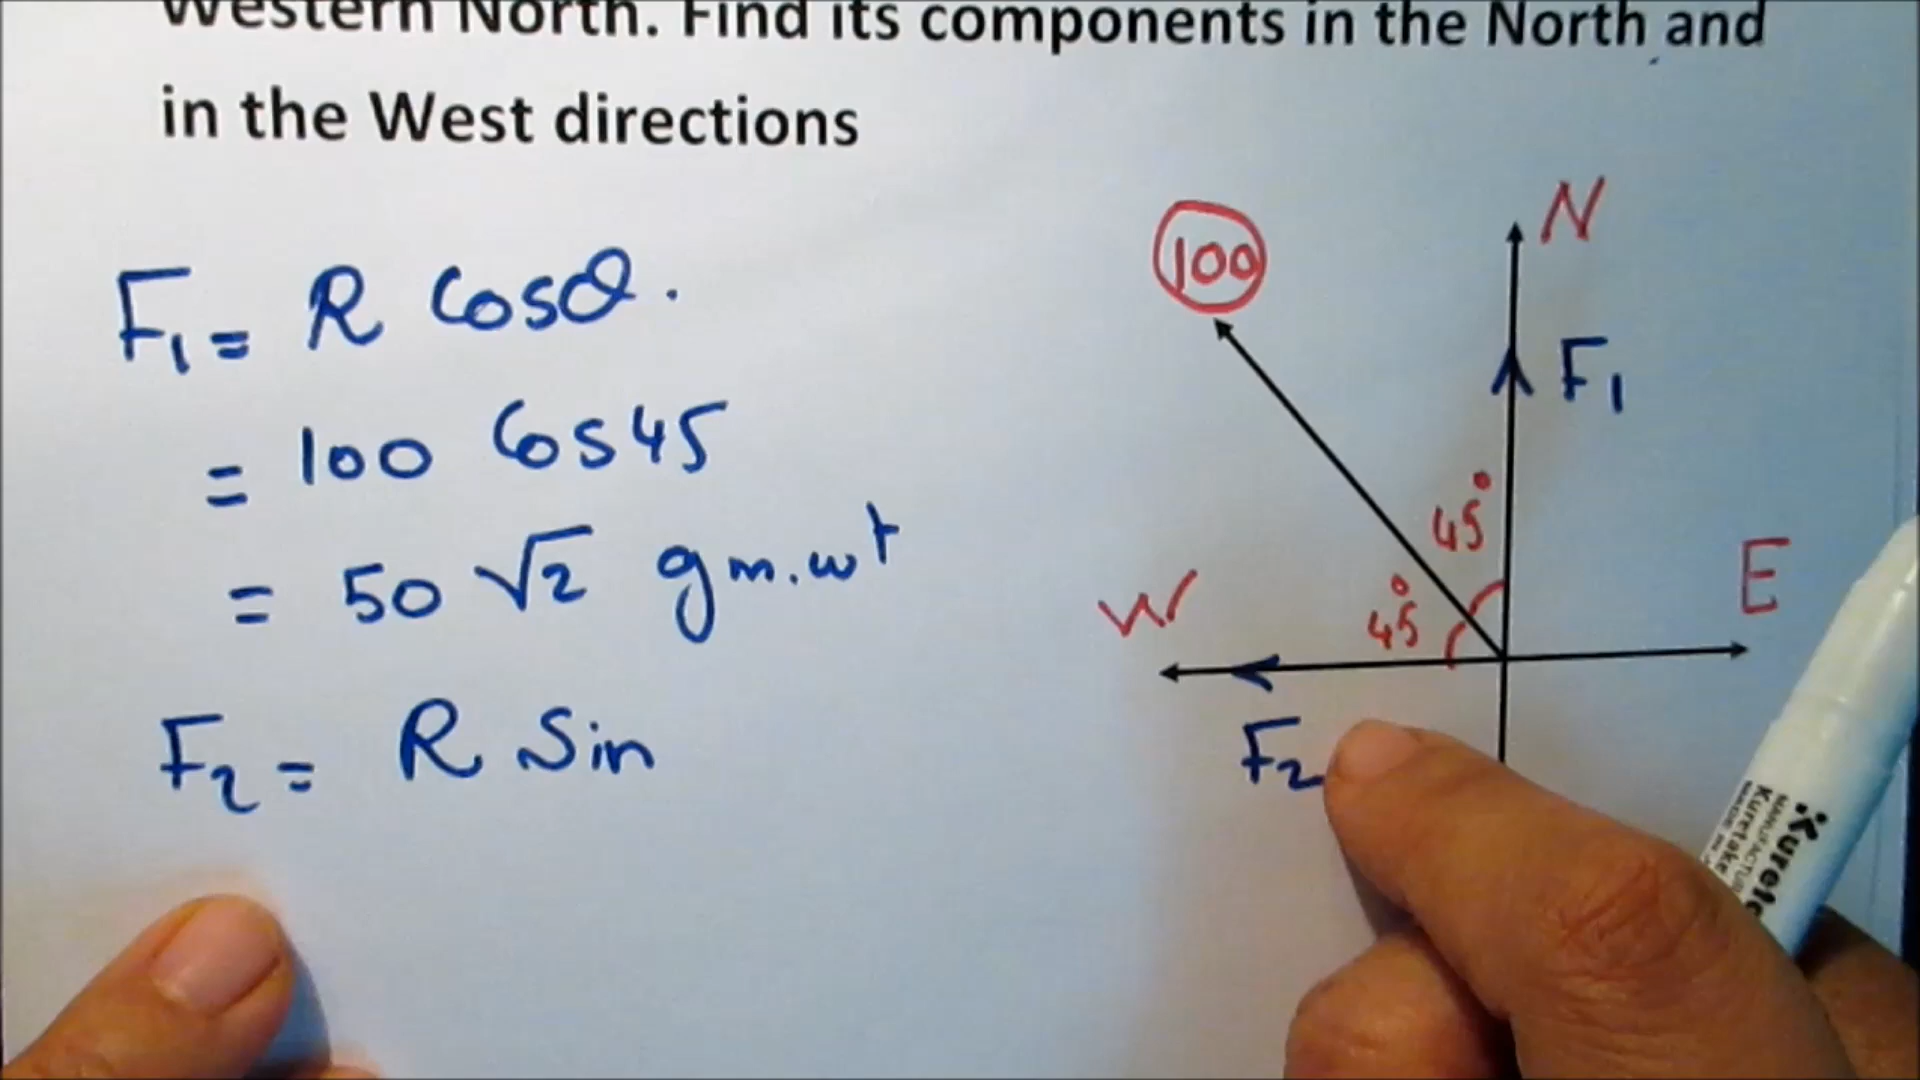 Western North. Find its components in the North and
in the West directions
F₁ = R Cosθ.
= 100 Cos45
= 50 √2 gm.wt
F₂ = R Sin
100
N
F₁
45°
45°
W
E
F₂
Kuretake